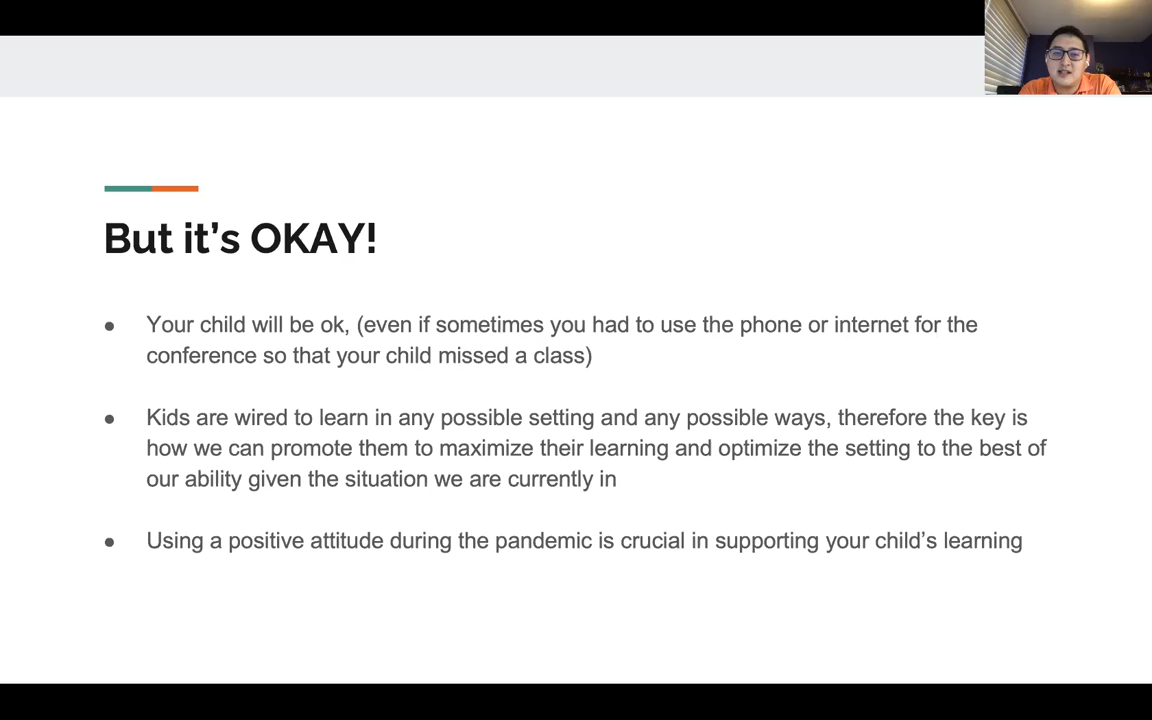 But it’s OKAY!
● Your child will be ok, (even if sometimes you had to use the phone or internet for the
conference so that your child missed a class)
● Kids are wired to learn in any possible setting and any possible ways, therefore the key is
how we can promote them to maximize their learning and optimize the setting to the best of
our ability given the situation we are currently in
● Using a positive attitude during the pandemic is crucial in supporting your child’s learning